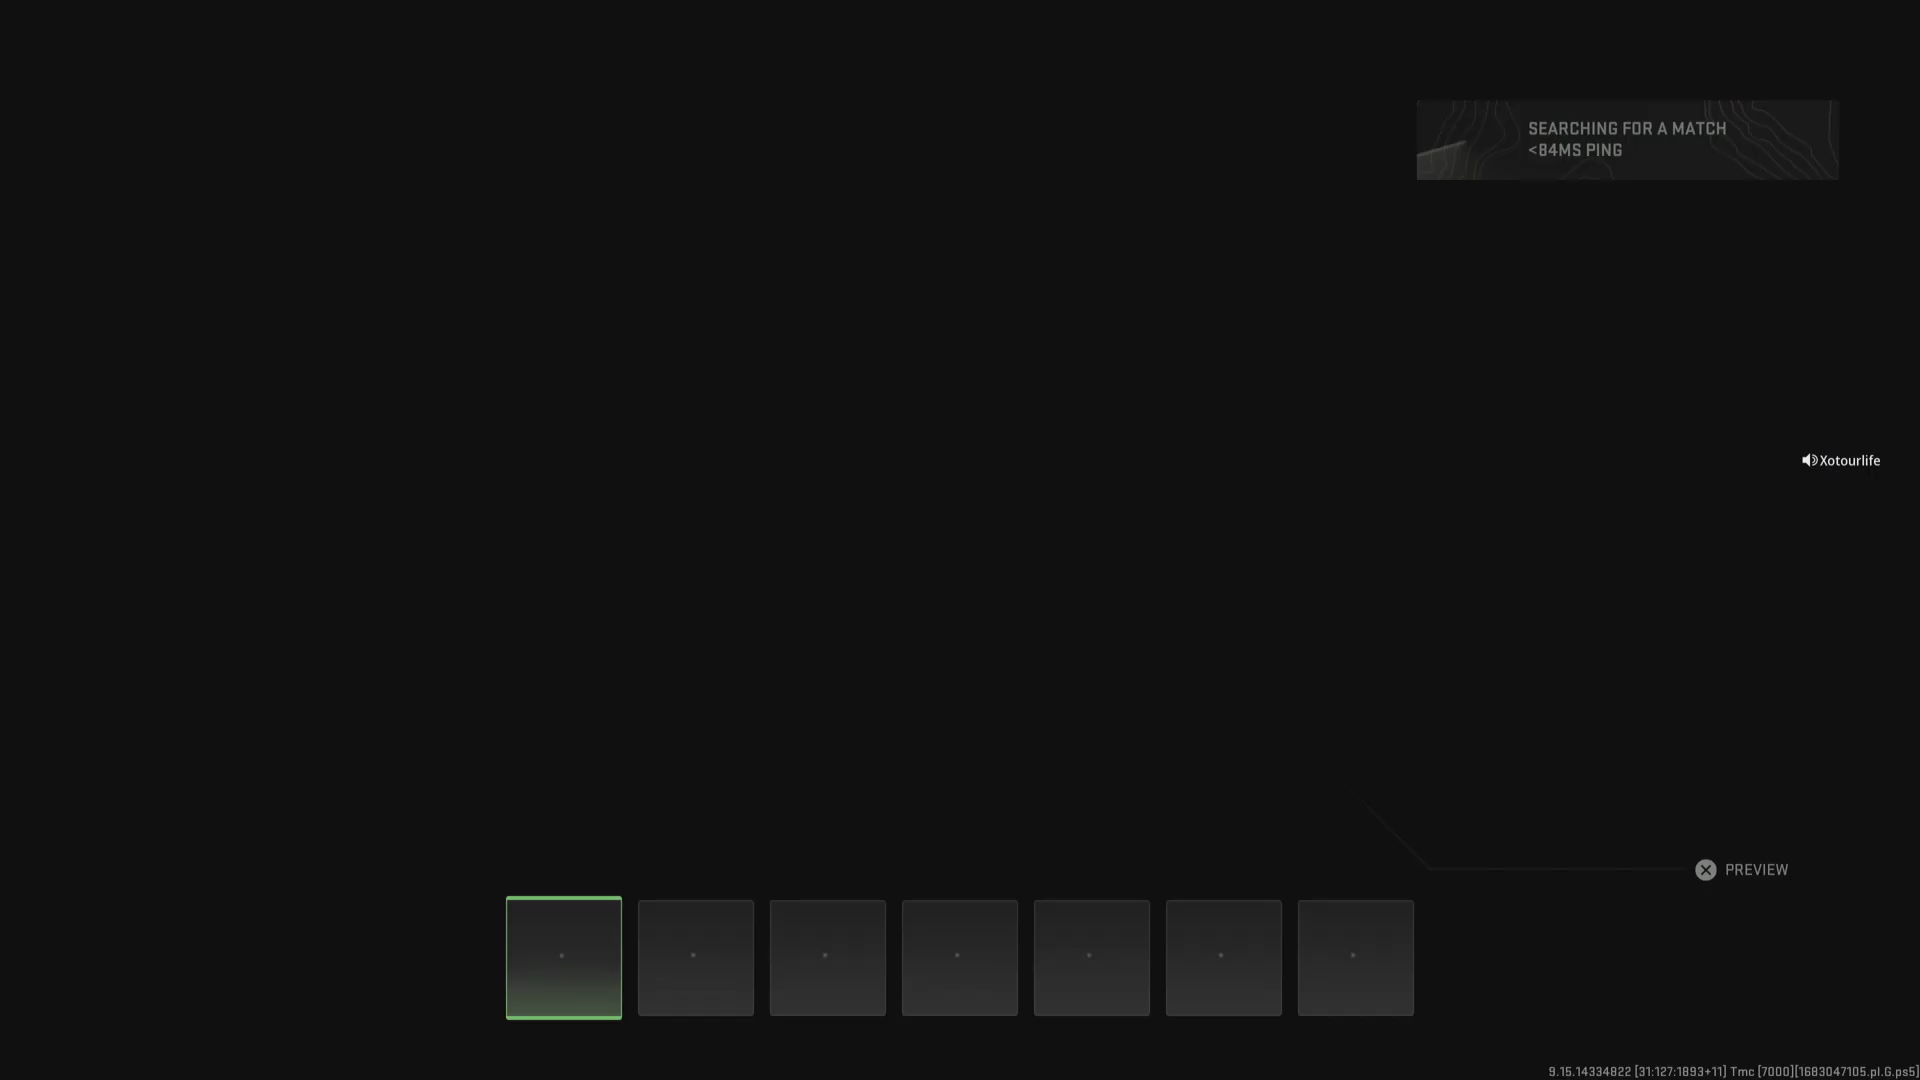 SEARCHING FOR A MATCH
<84MS PING
Xotourlife
PREVIEW
9.15.14334822 [31:127:1893+11] Tmc [7000][1683047105.pl.G.ps5]